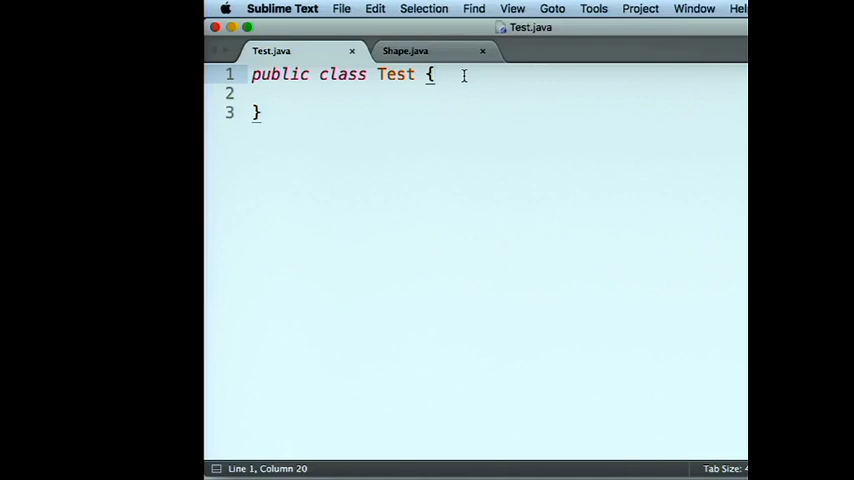 Sublime Text File Edit Selection Find View Goto Tools Project Window Hel
Test.java
Test.java × Shape.java ×
1 public class Test {
2
3 }
Line 1, Column 20 Tab Size: 4